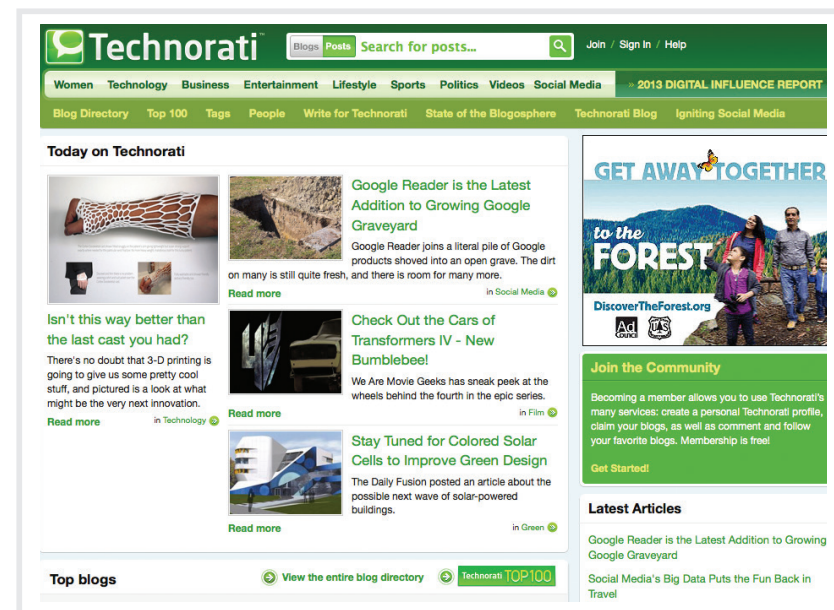 Technorati
Blogs Posts Search for posts... Join / Sign In / Help
Women Technology Business Entertainment Lifestyle Sports Politics Videos Social Media » 2013 DIGITAL INFLUENCE REPORT
Blog Directory Top 100 Tags People Write for Technorati State of the Blogosphere Technorati Blog Igniting Social Media
Today on Technorati
Isn't this way better than
the last cast you had?
There's no doubt that 3-D printing is
going to give us some pretty cool
stuff, and pictured is a look at what
might be the very next innovation.
Read more in Technology
Google Reader is the Latest
Addition to Growing Google
Graveyard
Google Reader joins a literal pile of Google
products shoved into an open grave. The dirt
on many is still quite fresh, and there is room for many more.
Read more in Social Media
Check Out the Cars of
Transformers IV - New
Bumblebee!
We Are Movie Geeks has sneak peek at the
wheels behind the fourth in the epic series.
Read more in Film
Stay Tuned for Colored Solar
Cells to Improve Green Design
The Daily Fusion posted an article about the
possible next wave of solar-powered
buildings.
Read more in Green
Top blogs View the entire blog directory Technorati TOP100
GET AWAY TOGETHER
to the
FOREST
DiscoverTheForest.org
Ad
Council
Join the Community
Becoming a member allows you to use Technorati's
many services: create a personal Technorati profile,
claim your blogs, as well as comment and follow
your favorite blogs. Membership is free!
Get Started!
Latest Articles
Google Reader is the Latest Addition to Growing
Google Graveyard
Social Media's Big Data Puts the Fun Back in
Travel